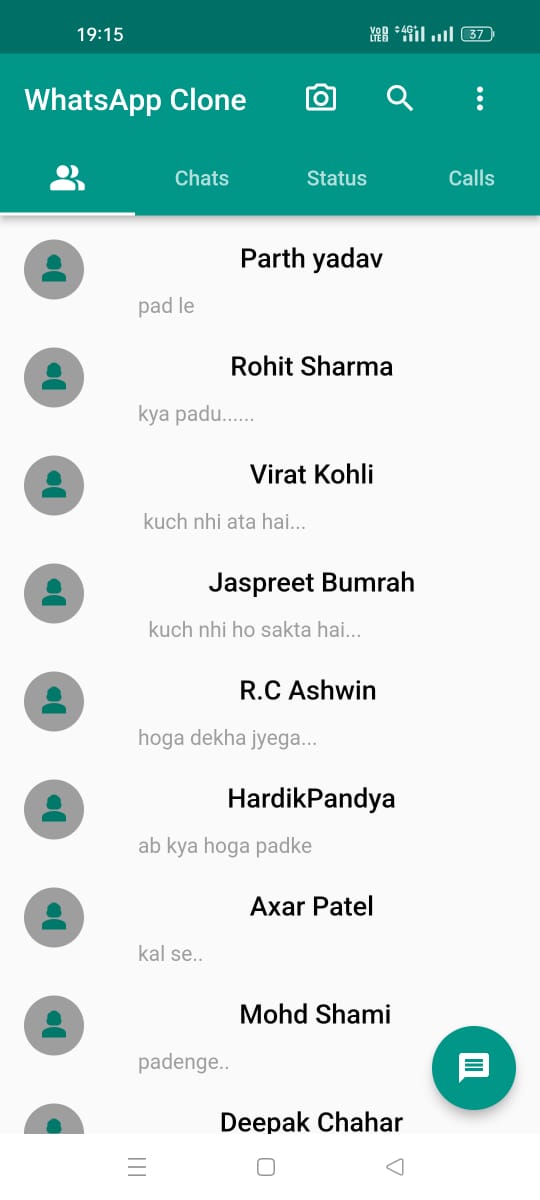 19:15
VoD LTE2 4G+ 37
WhatsApp Clone
Chats Status Calls
Parth yadav
pad le
Rohit Sharma
kya padu......
Virat Kohli
kuch nhi ata hai...
Jaspreet Bumrah
kuch nhi ho sakta hai...
R.C Ashwin
hoga dekha jyega...
HardikPandya
ab kya hoga padke
Axar Patel
kal se..
Mohd Shami
padenge..
Deepak Chahar